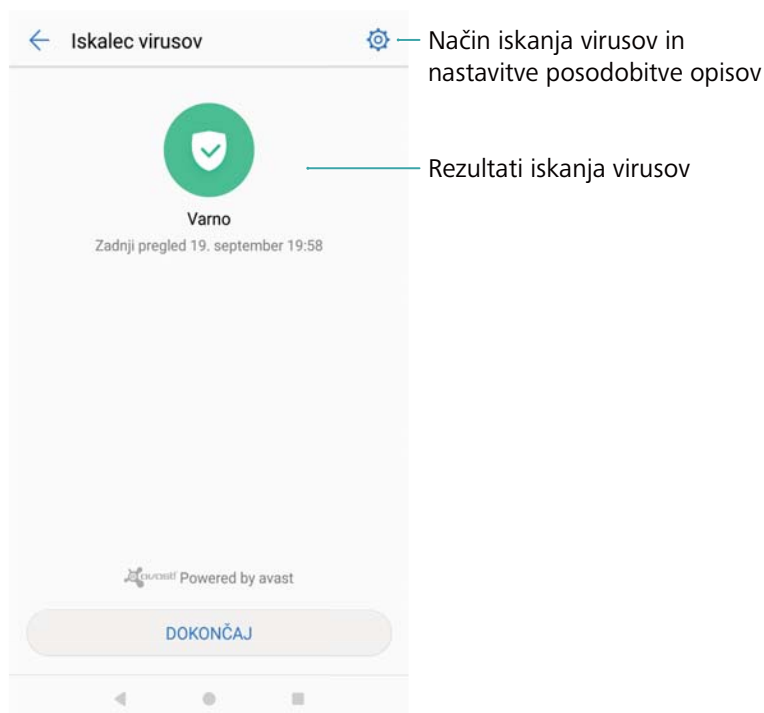 Iskalec virusov
Način iskanja virusov in
nastavitve posodobitve opisov
Rezultati iskanja virusov
Varno
Zadnji pregled 19. september 19:58
avast! Powered by avast
DOKONČAJ